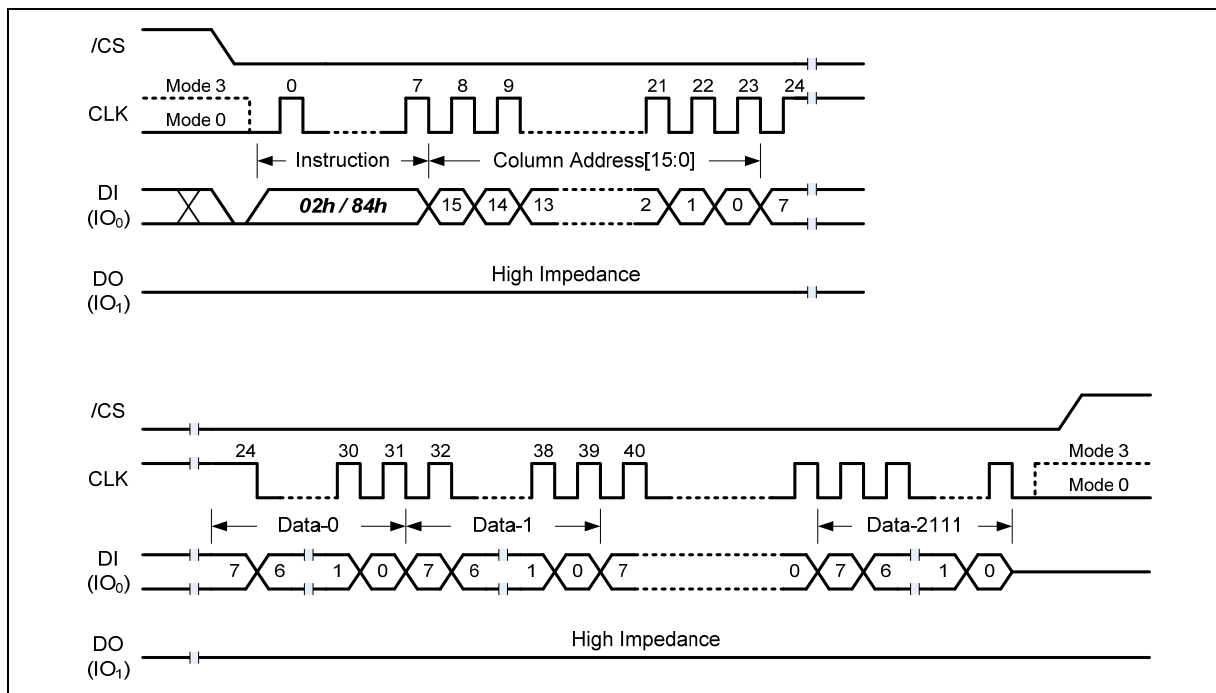 /CS
Mode 3 0 7 8 9 21 22 23 24
CLK
Mode 0
Instruction Column Address[15:0]
DI
(IO₀)
02h / 84h 15 14 13 2 1 0 7
High Impedance
DO
(IO₁)
/CS
24 30 31 32 38 39 40 Mode 3
CLK
Mode 0
Data-0 Data-1 Data-2111
DI
(IO₀)
7 6 1 0 7 6 1 0 7 0 7 6 1 0
High Impedance
DO
(IO₁)